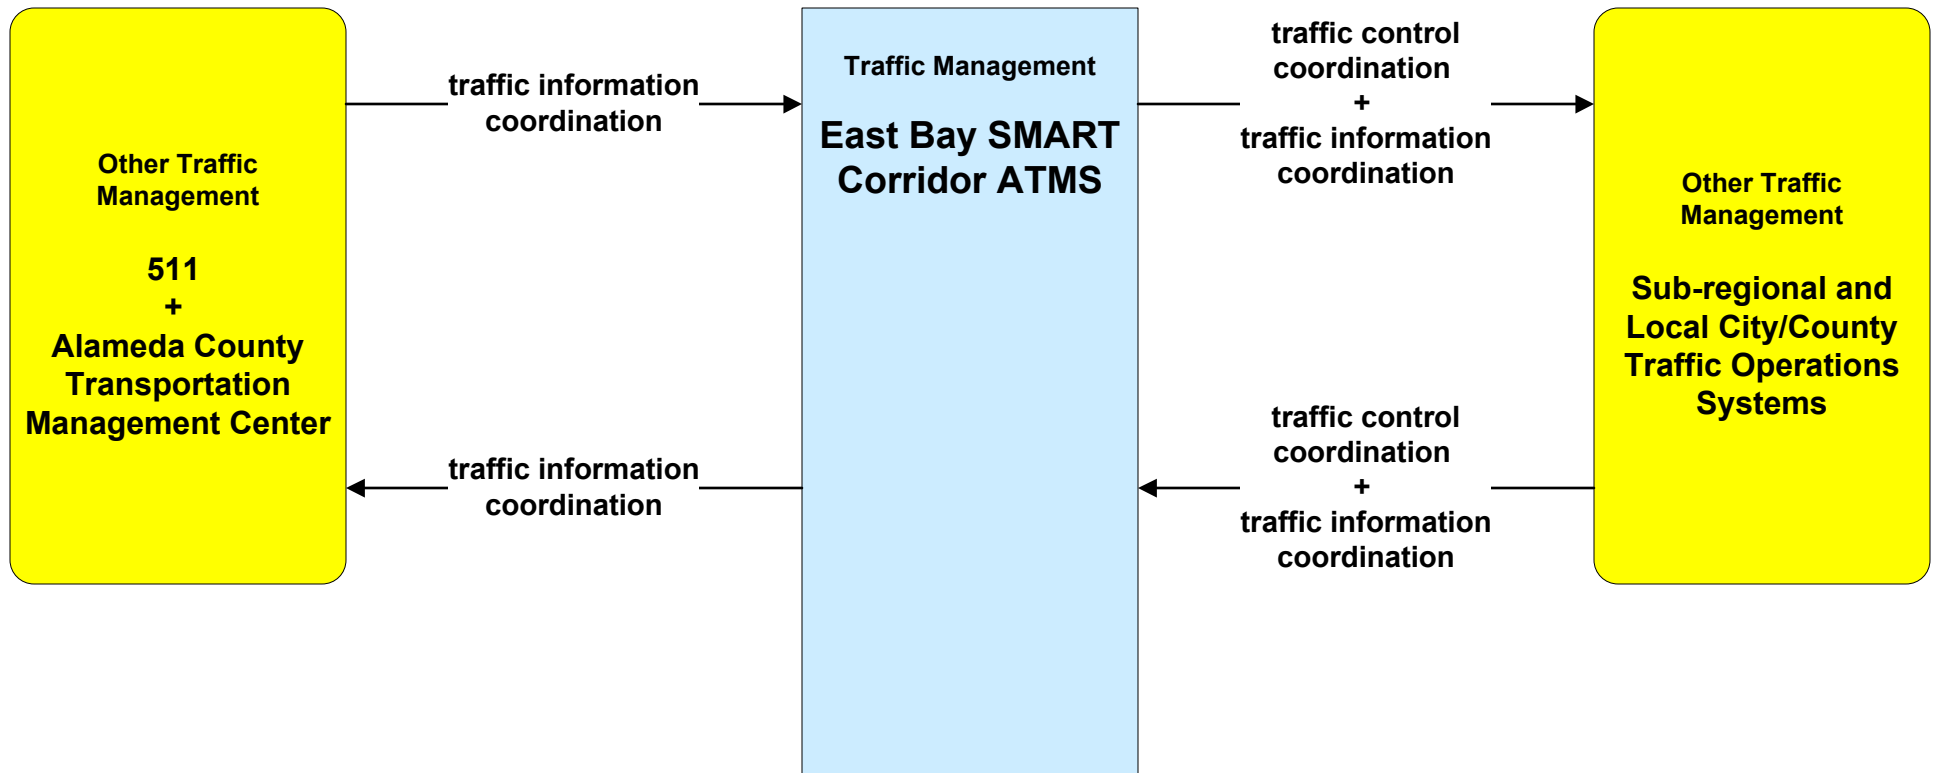 Other Traffic
Management
511
+
Alameda County
Transportation
Management Center
traffic information
coordination
traffic information
coordination
Traffic Management
East Bay SMART
Corridor ATMS
traffic control
coordination
+
traffic information
coordination
traffic control
coordination
+
traffic information
coordination
Other Traffic
Management
Sub-regional and
Local City/County
Traffic Operations
Systems